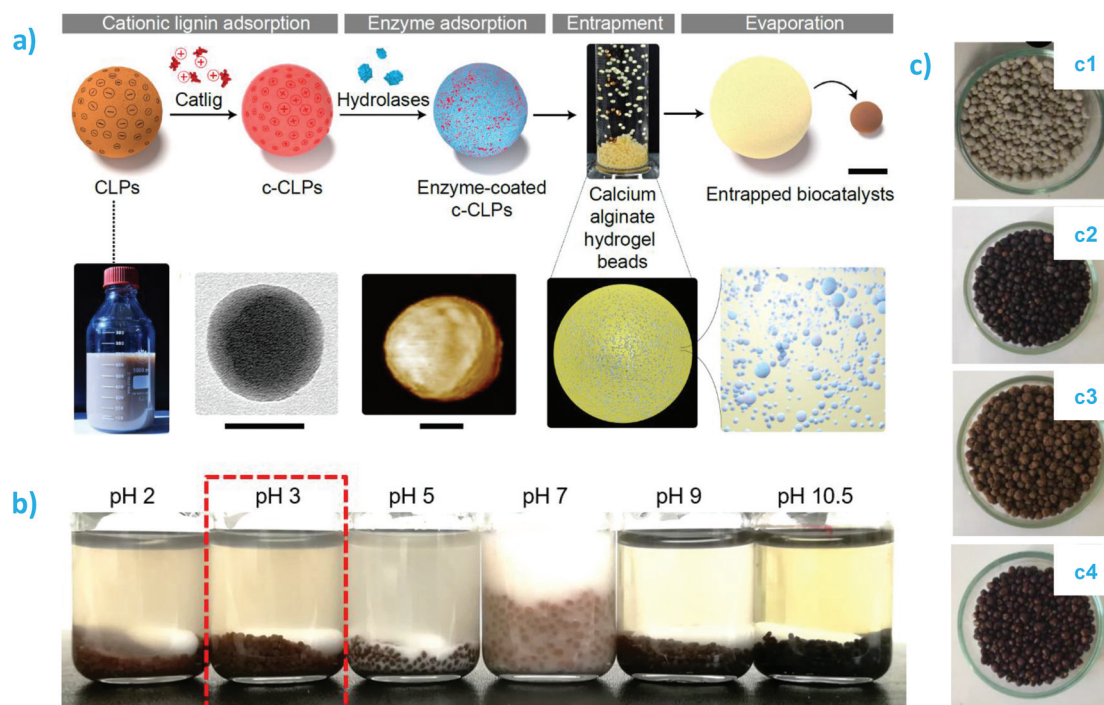 a)
Cationic lignin adsorption
Enzyme adsorption
Entrapment
Evaporation
Catlig
Hydrolases
CLPs
c-CLPs
Enzyme-coated
c-CLPs
Calcium
alginate
hydrogel
beads
Entrapped biocatalysts
b)
pH 2
pH 3
pH 5
pH 7
pH 9
pH 10.5
c)
c1
c2
c3
c4